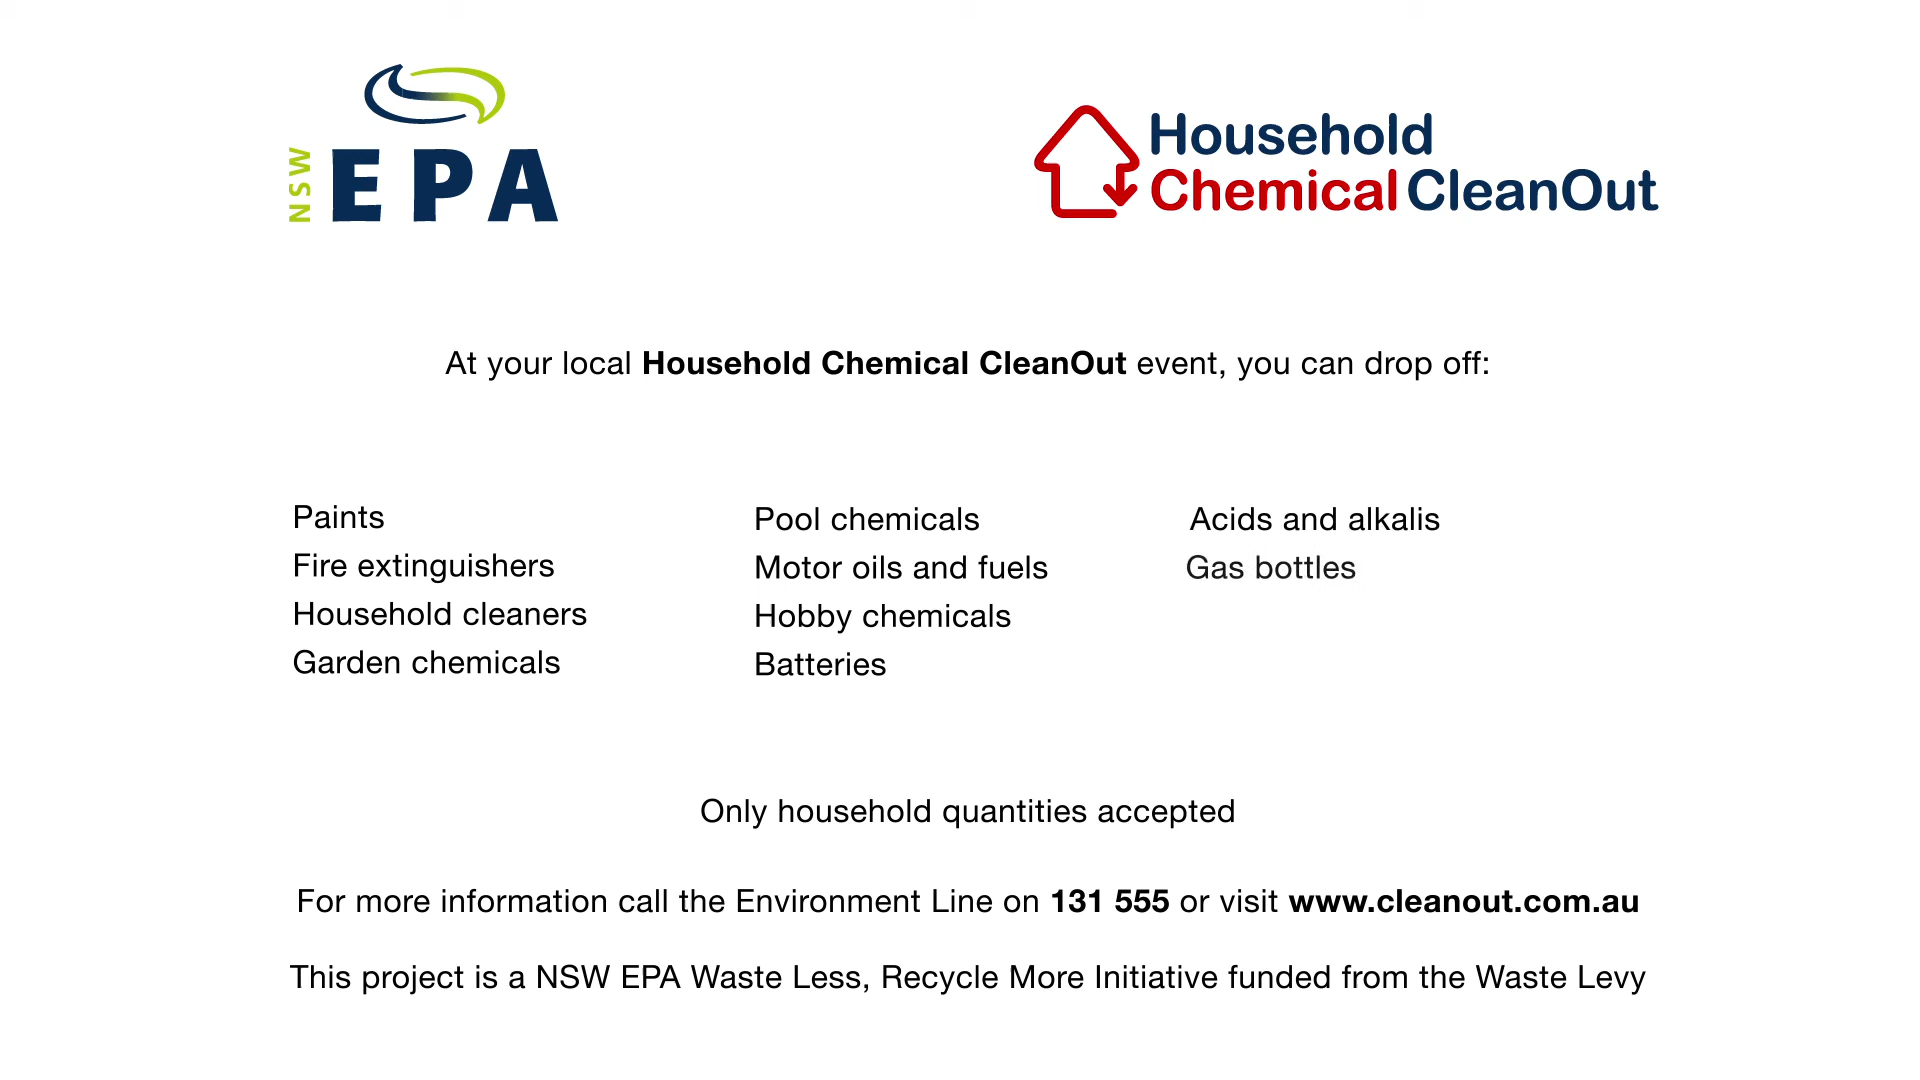 NSW
EPA
Household
Chemical CleanOut
At your local Household Chemical CleanOut event, you can drop off:
Paints
Fire extinguishers
Household cleaners
Garden chemicals
Pool chemicals
Motor oils and fuels
Hobby chemicals
Batteries
Acids and alkalis
Gas bottles
Only household quantities accepted
For more information call the Environment Line on 131 555 or visit www.cleanout.com.au
This project is a NSW EPA Waste Less, Recycle More Initiative funded from the Waste Levy